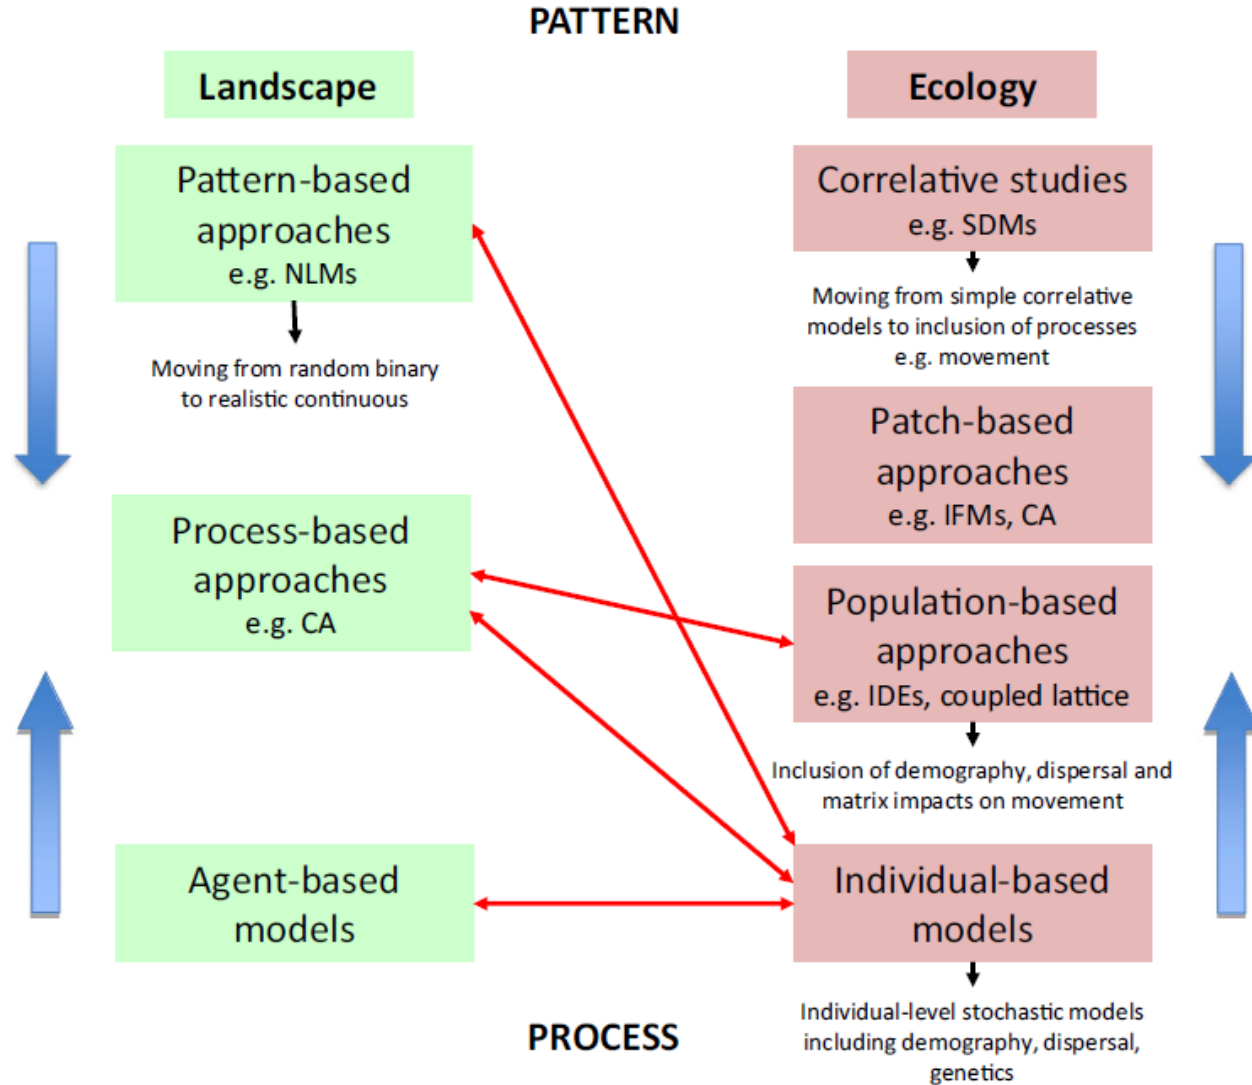 PATTERN
Landscape
Pattern-based
approaches
e.g. NLMs
Moving from random binary
to realistic continuous
Process-based
approaches
e.g. CA
Agent-based
models
Ecology
Correlative studies
e.g. SDMs
Moving from simple correlative
models to inclusion of processes
e.g. movement
Patch-based
approaches
e.g. IFMs, CA
Population-based
approaches
e.g. IDEs, coupled lattice
Inclusion of demography, dispersal and
matrix impacts on movement
Individual-based
models
Individual-level stochastic models
including demography, dispersal,
genetics
PROCESS